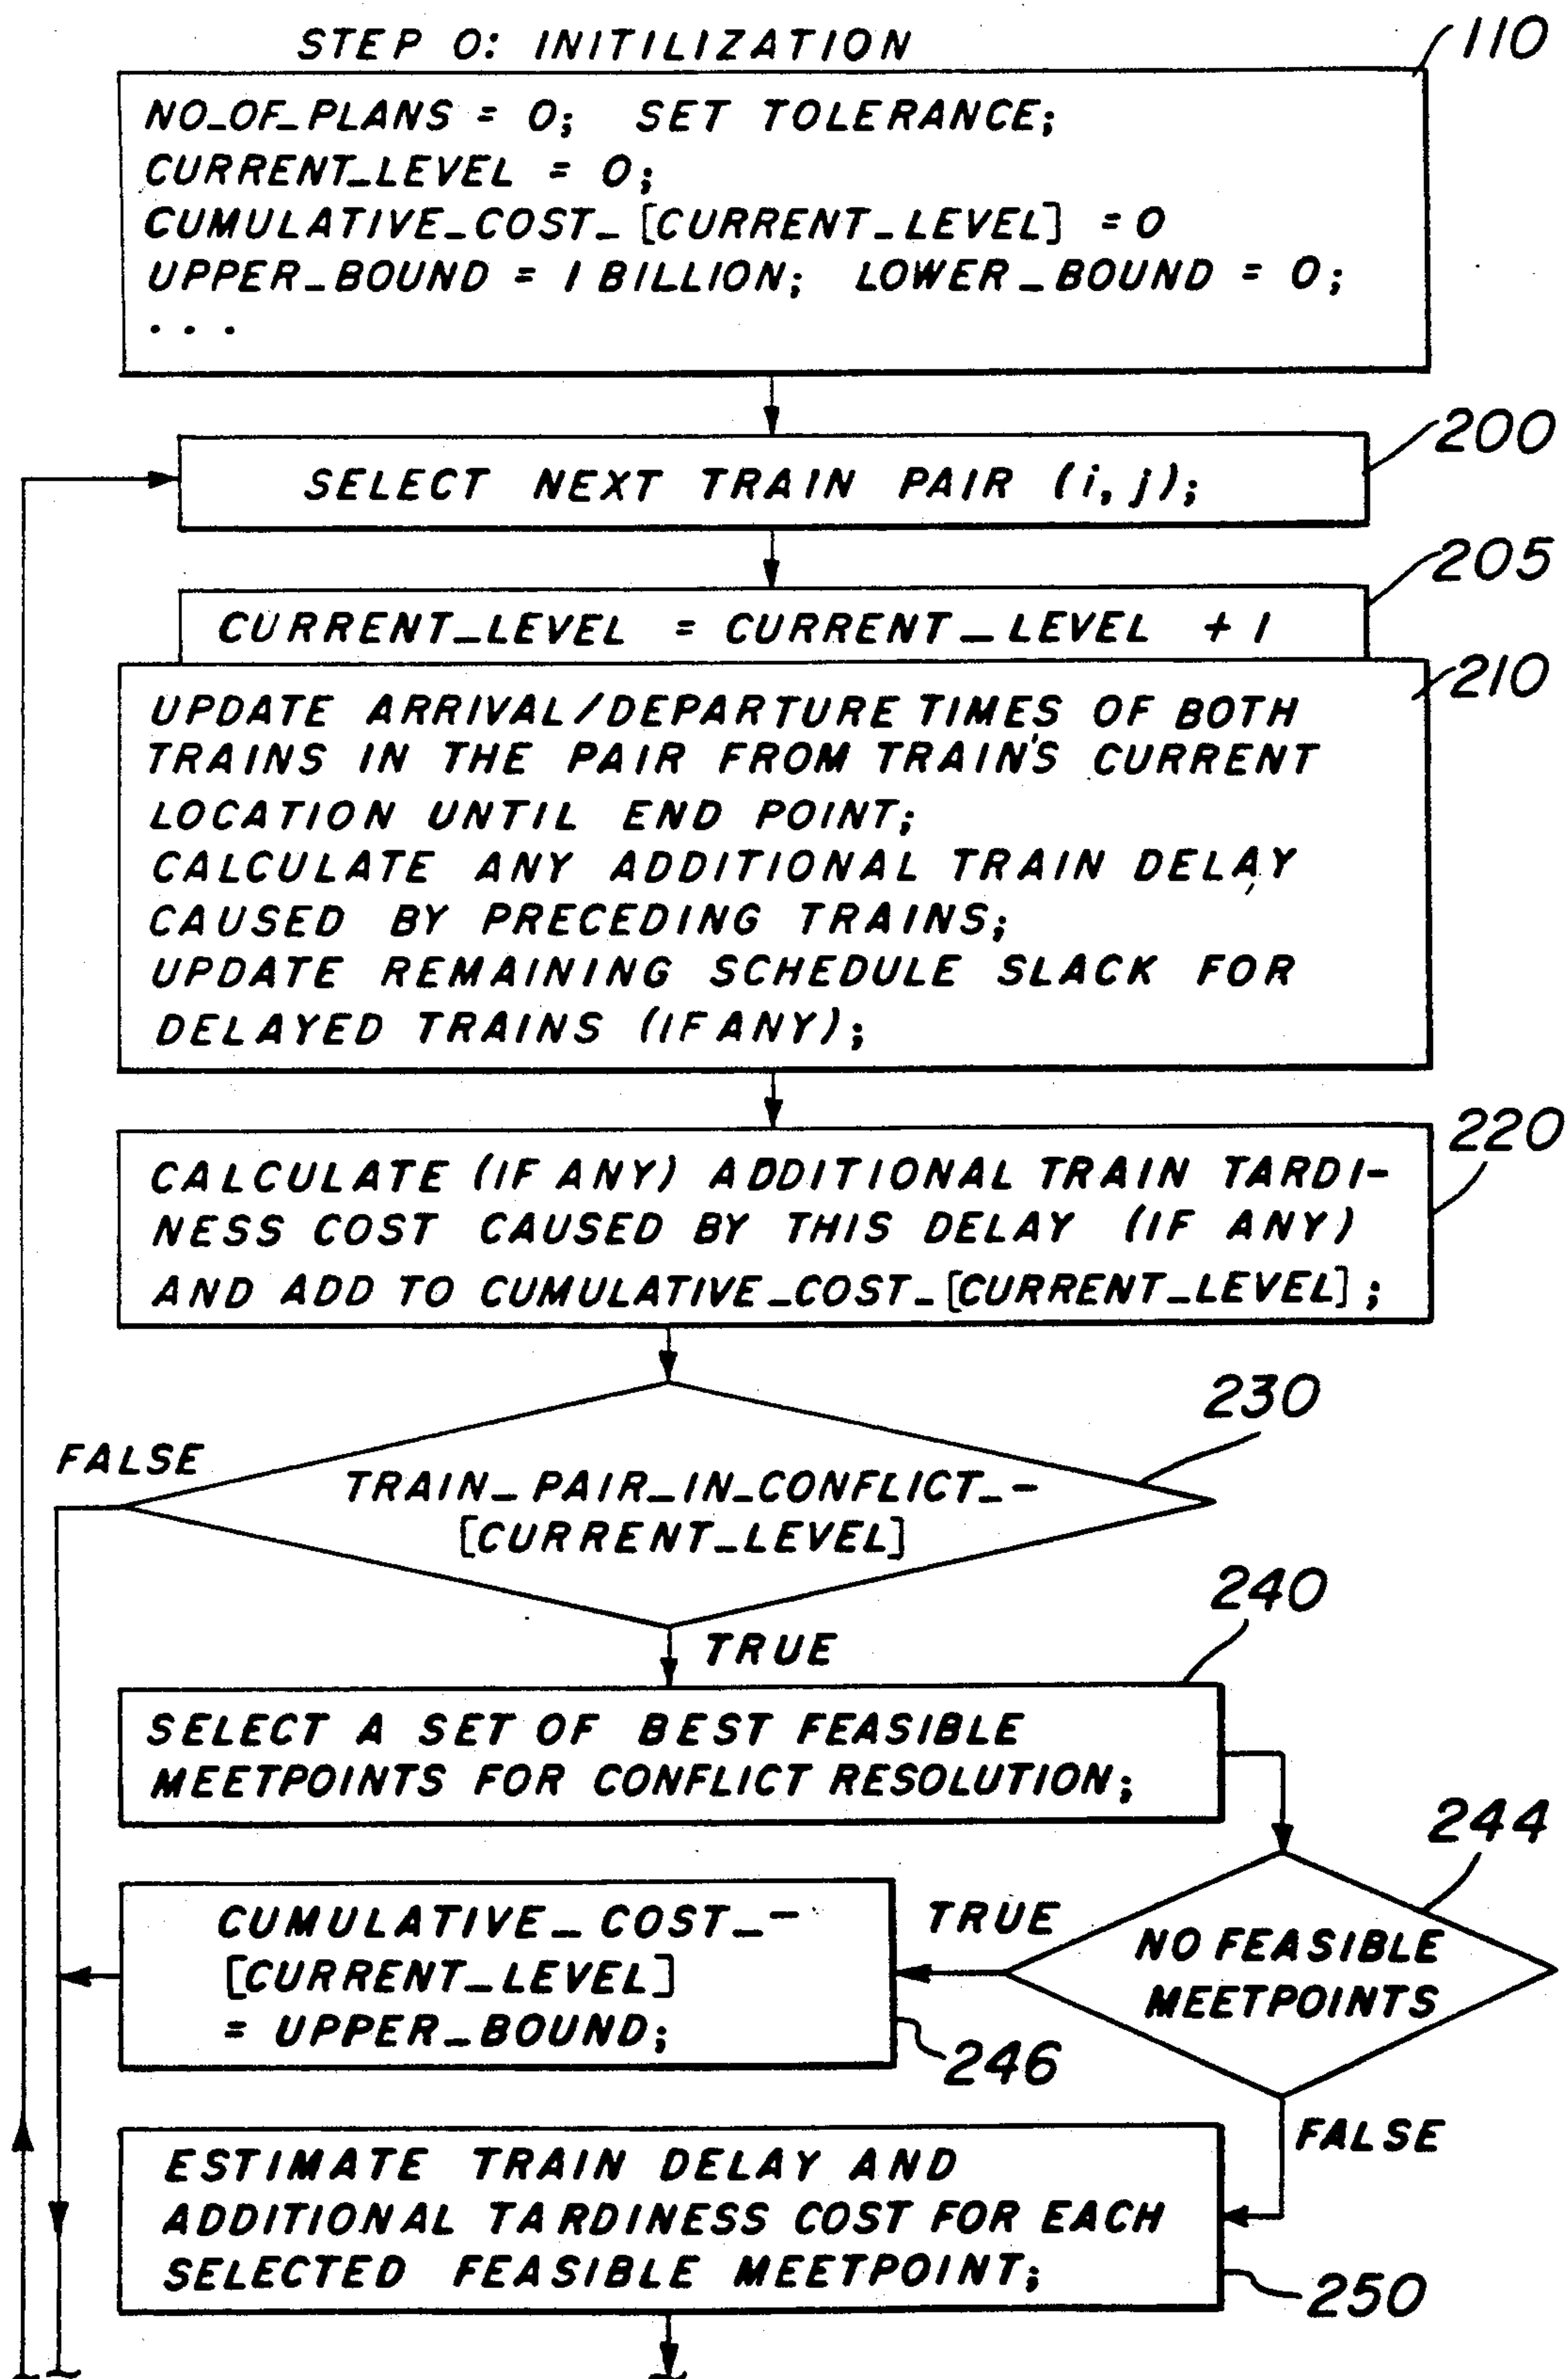 STEP 0: INITILIZATION
110
NO_OF_PLANS = 0; SET TOLERANCE;
CURRENT_LEVEL = 0;
CUMULATIVE_COST_[CURRENT_LEVEL] = 0
UPPER_BOUND = 1 BILLION; LOWER_BOUND = 0;
...
200
SELECT NEXT TRAIN PAIR (i, j);
205
CURRENT_LEVEL = CURRENT_LEVEL + 1
210
UPDATE ARRIVAL/DEPARTURE TIMES OF BOTH
TRAINS IN THE PAIR FROM TRAIN'S CURRENT
LOCATION UNTIL END POINT;
CALCULATE ANY ADDITIONAL TRAIN DELAY
CAUSED BY PRECEDING TRAINS;
UPDATE REMAINING SCHEDULE SLACK FOR
DELAYED TRAINS (IF ANY);
220
CALCULATE (IF ANY) ADDITIONAL TRAIN TARDI-
NESS COST CAUSED BY THIS DELAY (IF ANY)
AND ADD TO CUMULATIVE_COST_[CURRENT_LEVEL];
230
FALSE
TRAIN_PAIR_IN_CONFLICT_-
[CURRENT_LEVEL]
240
TRUE
SELECT A SET OF BEST FEASIBLE
MEETPOINTS FOR CONFLICT RESOLUTION;
244
NO FEASIBLE
MEETPOINTS
TRUE
CUMULATIVE_COST_-
[CURRENT_LEVEL]
= UPPER_BOUND;
246
FALSE
ESTIMATE TRAIN DELAY AND
ADDITIONAL TARDINESS COST FOR EACH
SELECTED FEASIBLE MEETPOINT;
250